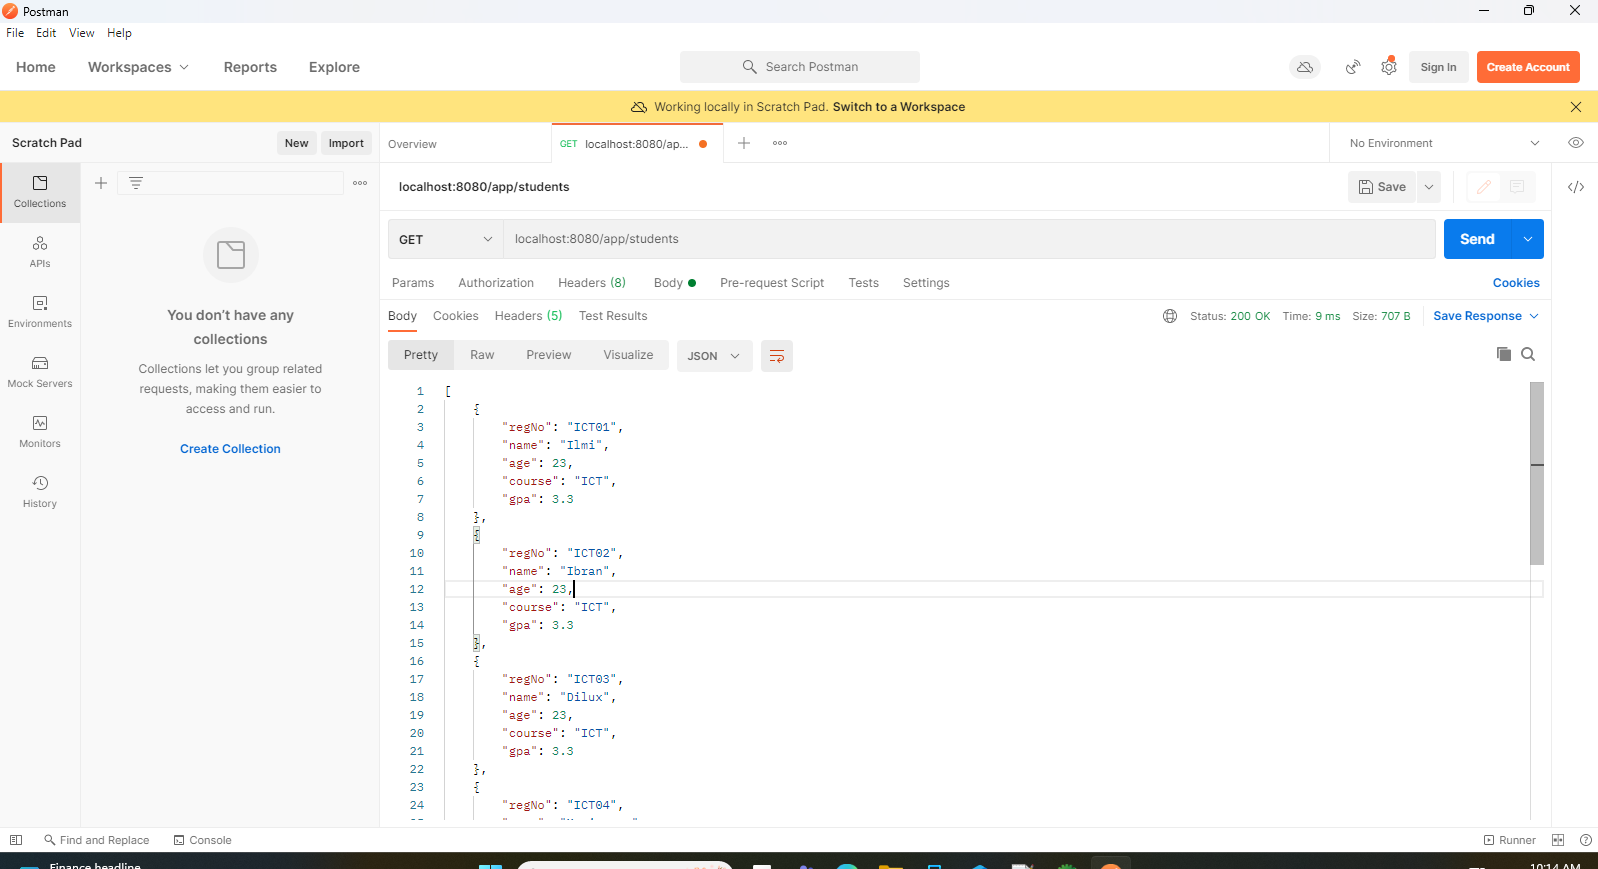 Postman
File Edit View Help
Home Workspaces Reports Explore Search Postman Sign In Create Account
Working locally in Scratch Pad. Switch to a Workspace
Scratch Pad New Import Overview GET localhost:8080/ap... No Environment
localhost:8080/app/students Save
Collections
GET localhost:8080/app/students Send
APIs
Params Authorization Headers (8) Body Pre-request Script Tests Settings Cookies
Body Cookies Headers (5) Test Results Status: 200 OK Time: 9 ms Size: 707 B Save Response
Environments
You don't have any
collections
Pretty Raw Preview Visualize JSON
Collections let you group related
requests, making them easier to
access and run.
Mock Servers
Monitors
Create Collection
History
1 [
2 {
3 "regNo": "ICT01",
4 "name": "Ilmi",
5 "age": 23,
6 "course": "ICT",
7 "gpa": 3.3
8 },
9 {
10 "regNo": "ICT02",
11 "name": "Ibran",
12 "age": 23,
13 "course": "ICT",
14 "gpa": 3.3
15 },
16 {
17 "regNo": "ICT03",
18 "name": "Dilux",
19 "age": 23,
20 "course": "ICT",
21 "gpa": 3.3
22 },
23 {
24 "regNo": "ICT04",
Find and Replace Console Runner
Finance headline 10:14 AM